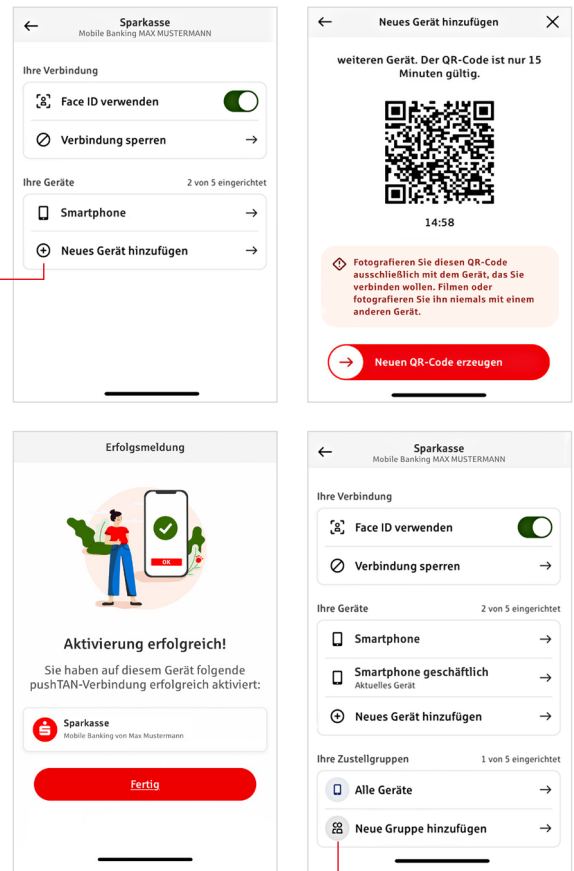 Sparkasse
Mobile Banking MAX MUSTERMANN
Ihre Verbindung
Face ID verwenden
Verbindung sperren
Ihre Geräte 2 von 5 eingerichtet
Smartphone
Neues Gerät hinzufügen
Neues Gerät hinzufügen
weiteren Gerät. Der QR-Code ist nur 15
Minuten gültig.
14:58
Fotografieren Sie diesen QR-Code
ausschließlich mit dem Gerät, das Sie
verbinden wollen. Filmen oder
fotografieren Sie ihn niemals mit einem
anderen Gerät.
Neuen QR-Code erzeugen
Erfolgsmeldung
OK
Aktivierung erfolgreich!
Sie haben auf diesem Gerät folgende
pushTAN-Verbindung erfolgreich aktiviert:
Sparkasse
Mobile Banking von Max Mustermann
Fertig
Sparkasse
Mobile Banking MAX MUSTERMANN
Ihre Verbindung
Face ID verwenden
Verbindung sperren
Ihre Geräte 2 von 5 eingerichtet
Smartphone
Smartphone geschäftlich
Aktuelles Gerät
Neues Gerät hinzufügen
Ihre Zustellgruppen 1 von 5 eingerichtet
Alle Geräte
Neue Gruppe hinzufügen